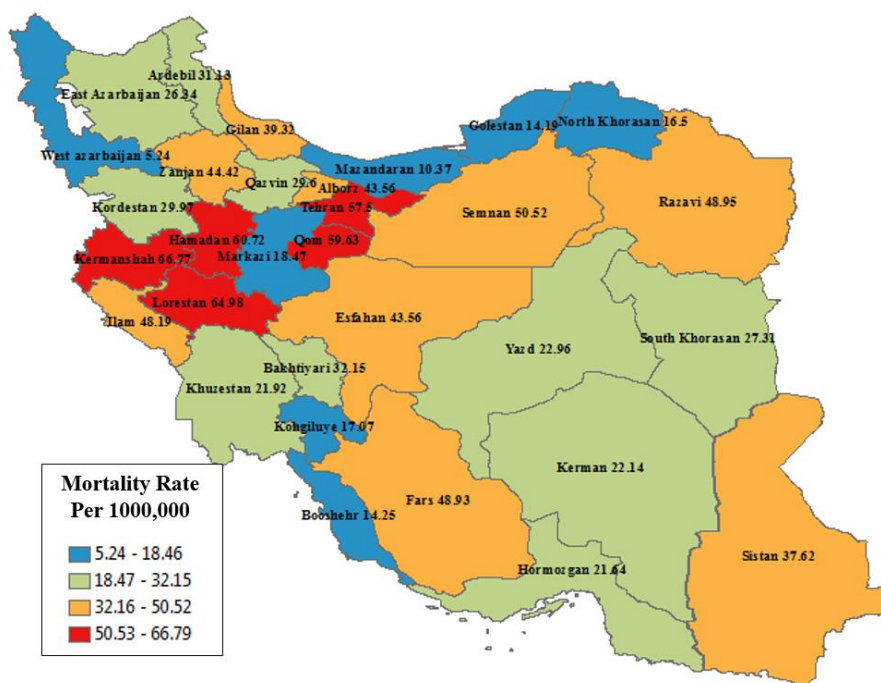 Ardebil 31.13
East Azarbaijan 26.34
Gilan 39.32
Golestan 14.19
North Khorasan 16.5
West azarbaijan 5.24
Zanjan 44.42
Mazandaran 10.37
Qazvin 29.6
Alborz 43.56
Kordestan 29.97
Tehran 57.5
Semnan 50.52
Razavi 48.95
Hamadan 60.72
Qom 59.63
Kermanshah 66.77
Markazi 18.47
Lorestan 64.98
Ilam 48.19
Esfahan 43.56
South Khorasan 27.31
Yazd 22.96
Bakhtiyari 32.15
Khuzestan 21.92
Kohgiluye 17.07
Kerman 22.14
Fars 48.93
Booshehr 14.25
Sistan 37.62
Hormozgan 21.64
Mortality Rate
Per 1000,000
5.24 - 18.46
18.47 - 32.15
32.16 - 50.52
50.53 - 66.79